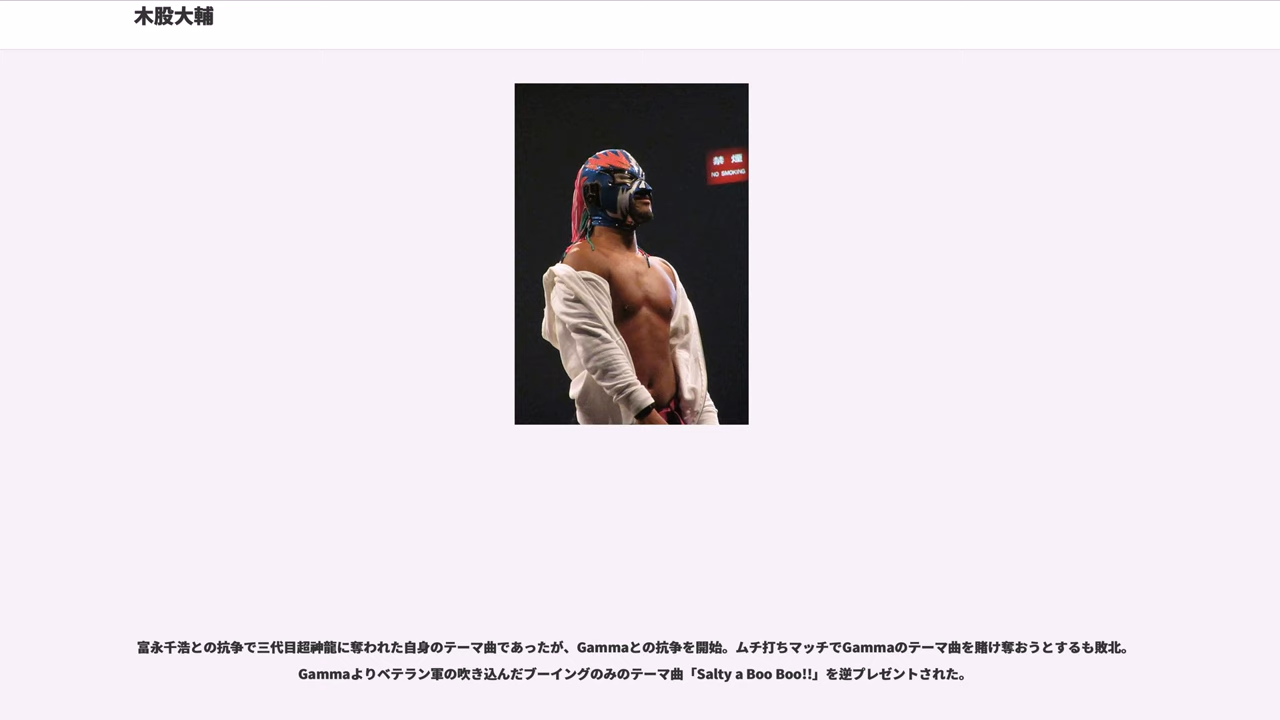 木股大輔
禁煙
NO SMOKING
富永千浩との抗争で三代目超神龍に奪われた自身のテーマ曲であったが、Gammaとの抗争を開始。ムチ打ちマッチでGammaのテーマ曲を賭け奪おうとするも敗北。
Gammaよりベテラン軍の吹き込んだブーイングのみのテーマ曲「Salty a Boo Boo!!」を逆プレゼントされた。